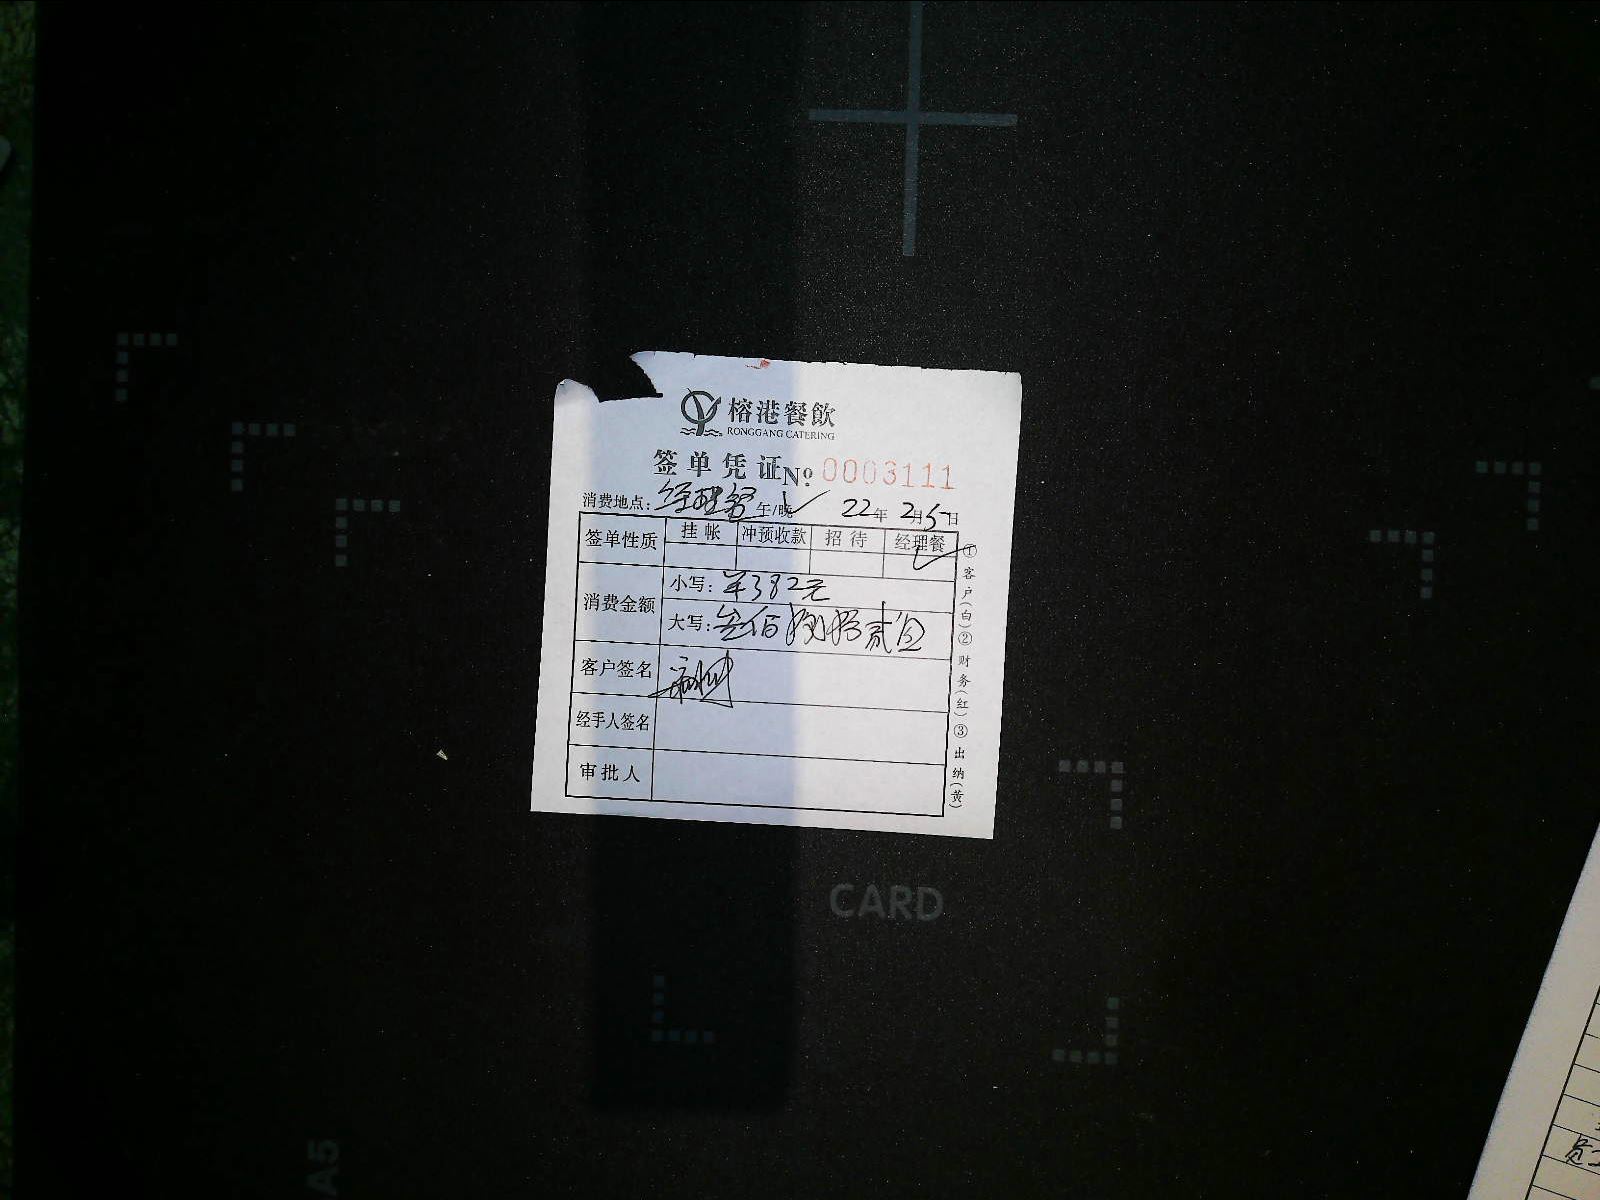 榕港餐飲
RONGGANG CATERING
签单凭证 No: 0003111
消费地点: 经理餐 午/晚 ✓ 22年 2月5日
签单性质 挂帐 冲预收款 招待 经理餐 ✓
消费金额 小写: ¥382元
大写: 叁佰捌拾贰
客户签名
经手人签名
审批人
①客户(白)②财务(红)③出纳(黄)
CARD
A5